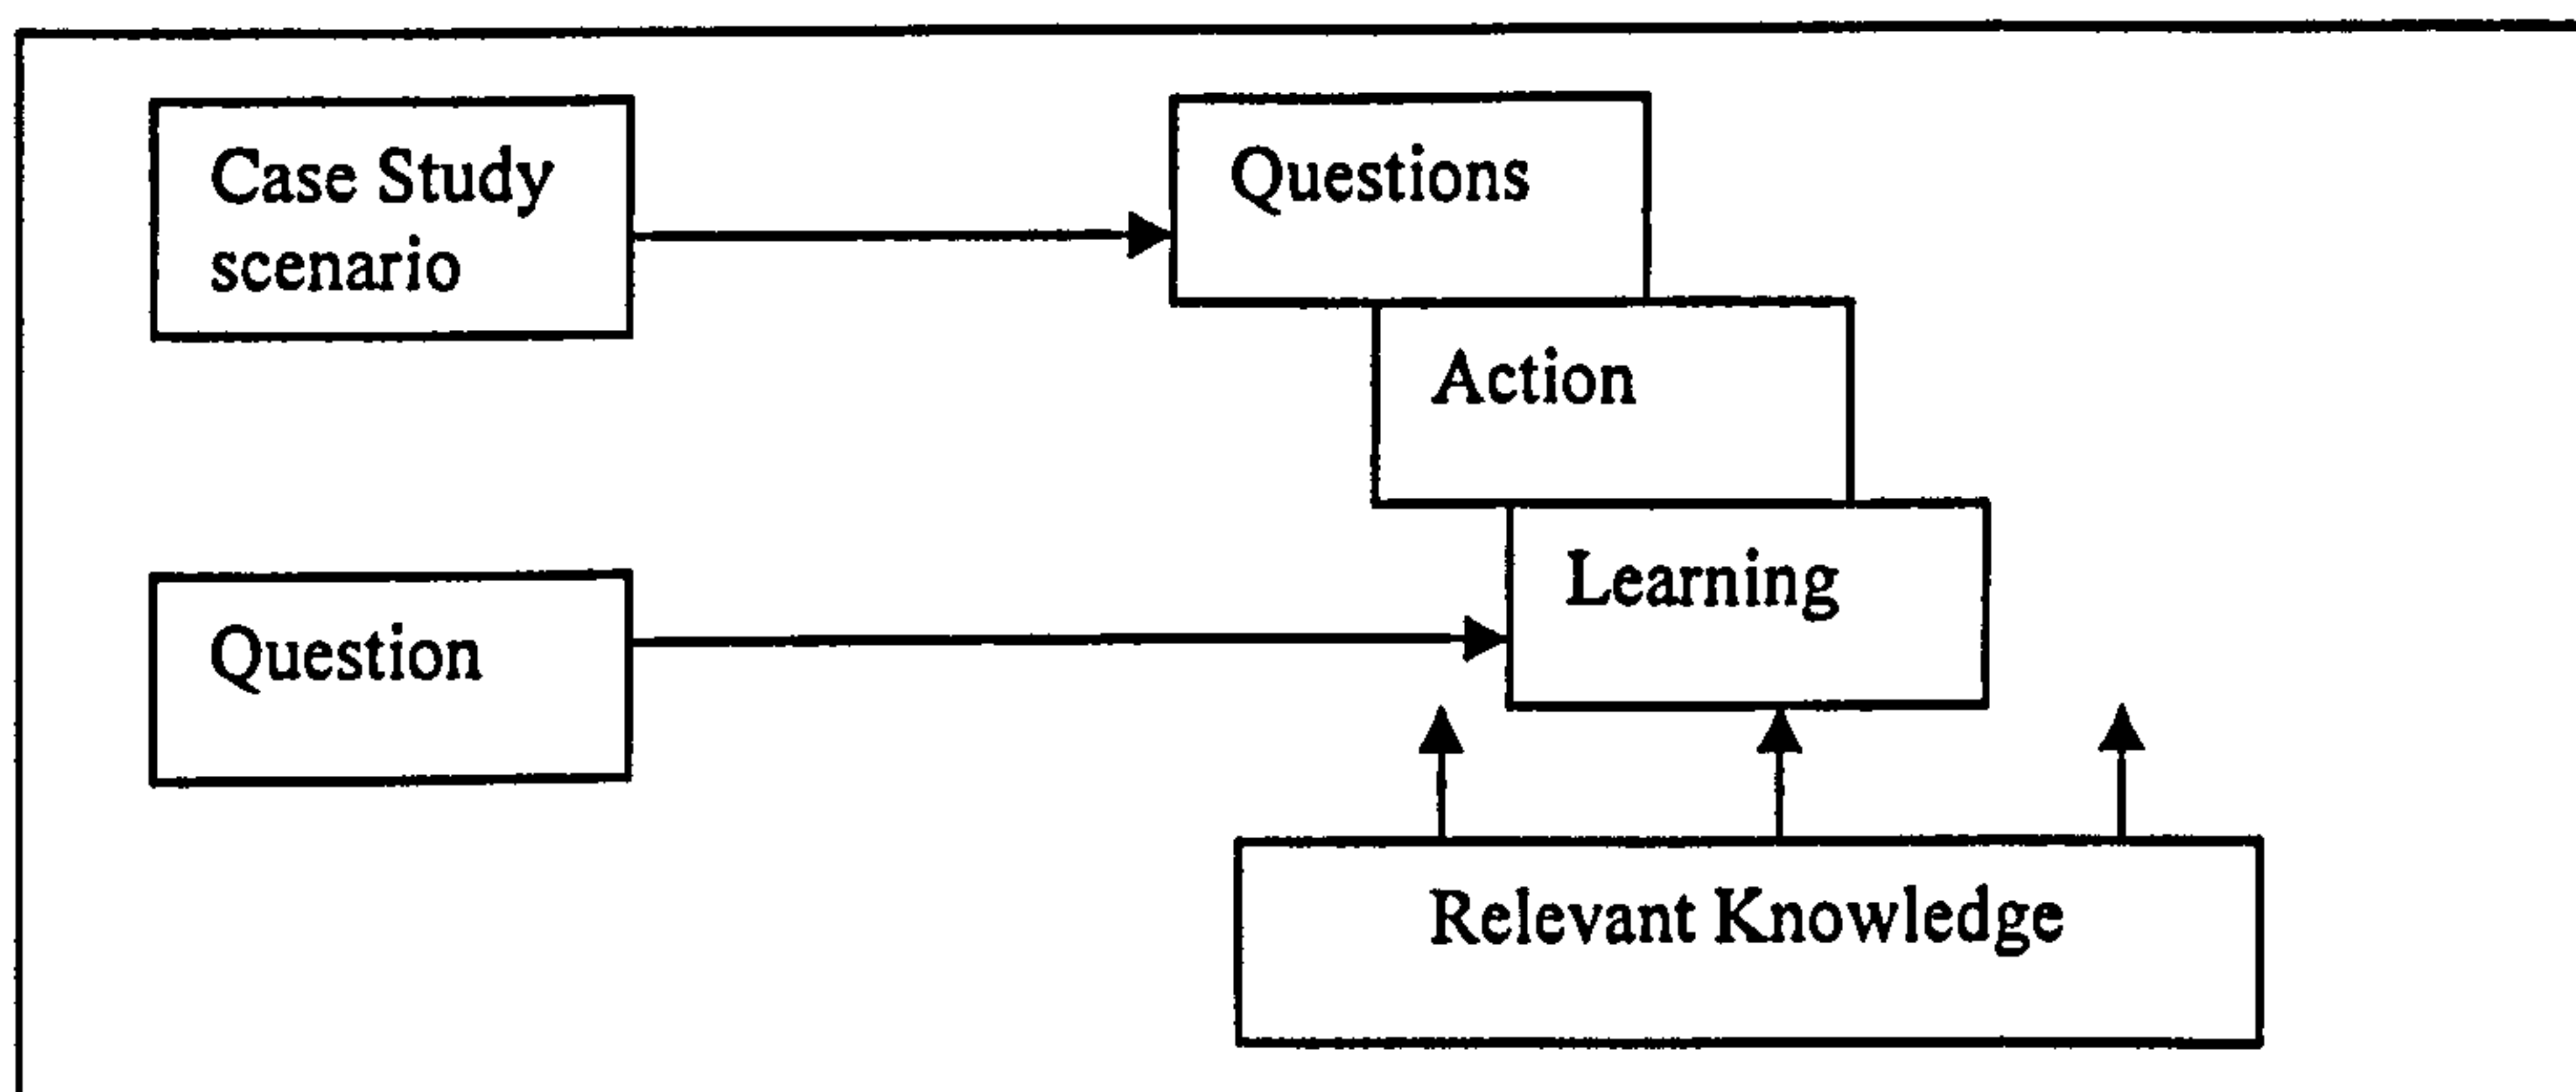 Case Study
scenario
Questions
Action
Learning
Question
Relevant Knowledge